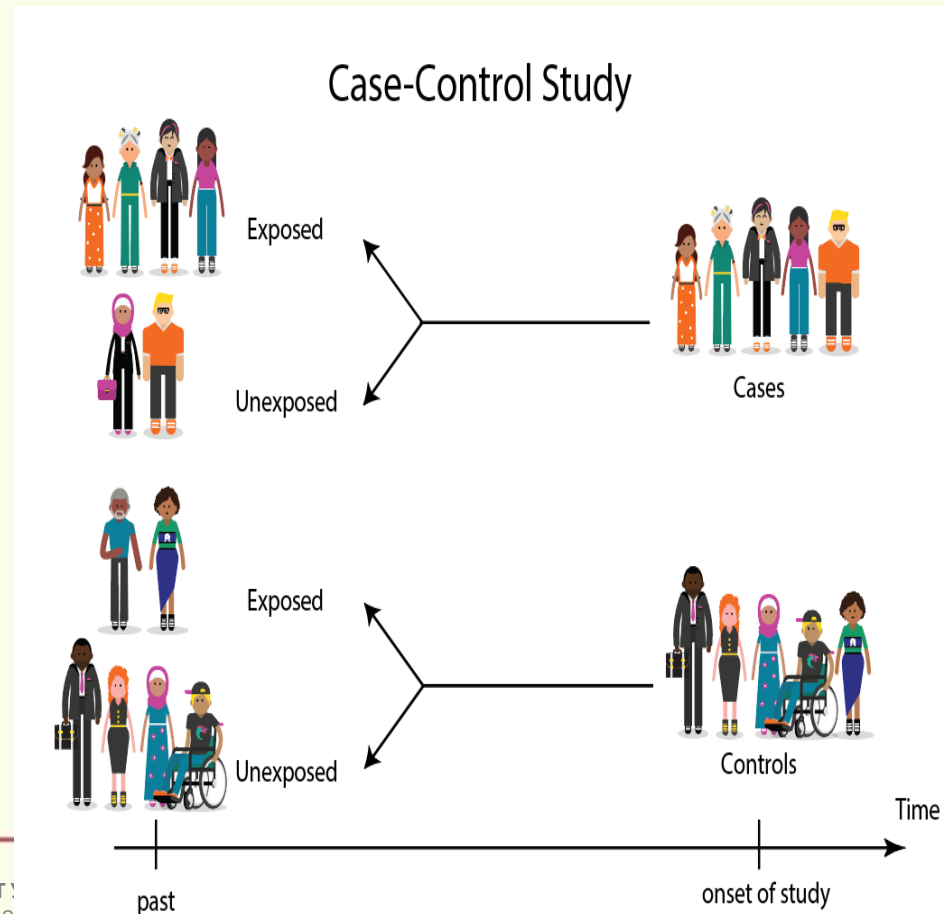 Case-Control Study
Exposed
Unexposed
Cases
Exposed
Unexposed
Controls
Time
past
onset of study